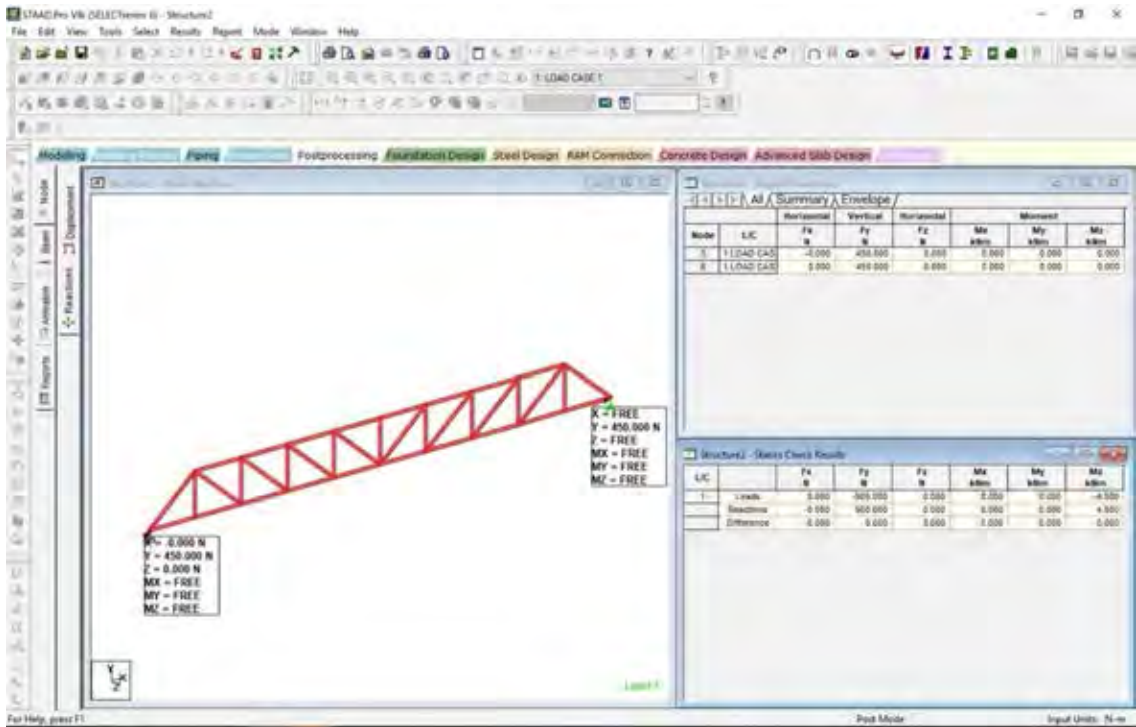 STAAD.Pro V8i (SELECTseries 6) - Structure2
File Edit View Tools Select Results Report Mode Window Help
1: LOAD CASE 1
Modeling Piping Postprocessing Foundation Design Steel Design RAM Connection Concrete Design Advanced Slab Design
Node
Beam
Animation
Reports
Displacement
Reactions
All Summary Envelope
Horizontal Vertical Horizontal Moment
Node L/C Fx N Fy N Fz N Mx kNm My kNm Mz kNm
1 LOAD CAS -0.000 450.000 0.000 0.000 0.000 0.000
1 LOAD CAS 0.000 450.000 0.000 0.000 0.000 0.000
X = FREE
Y = 450.000 N
Z = FREE
MX = FREE
MY = FREE
MZ = FREE
X = -0.000 N
Y = 450.000 N
Z = 0.000 N
MX = FREE
MY = FREE
MZ = FREE
Structure2 - Statics Check Results
L/C Fx N Fy N Fz N Mx kNm My kNm Mz kNm
1 Loads 0.000 -900.000 0.000 0.000 0.000 -4.500
Reactions -0.000 900.000 0.000 0.000 0.000 4.500
Difference -0.000 0.000 0.000 0.000 0.000 -0.000
Y
X
Z
Load 1
For Help, press F1 Post Mode Input Units: N-m